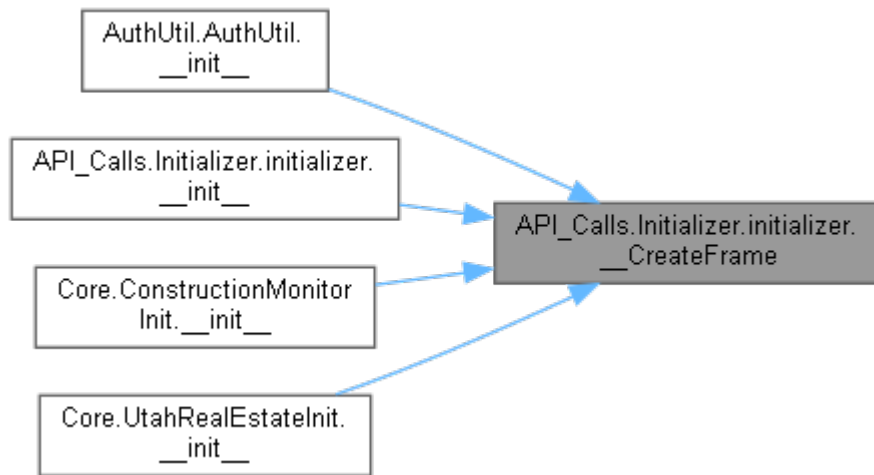 AuthUtil.AuthUtil.
__init__
API_Calls.Initializer.initializer.
__init__
API_Calls.Initializer.initializer.
__CreateFrame
Core.ConstructionMonitor
Init.__init__
Core.UtahRealEstateInit.
__init__